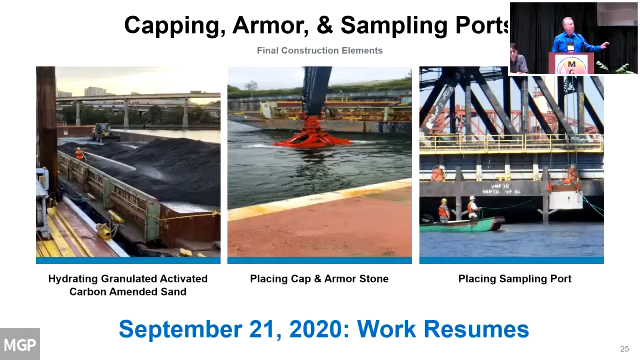 Capping, Armor, & Sampling Ports
Final Construction Elements
Hydrating Granulated Activated
Carbon Amended Sand
Placing Cap & Armor Stone
Placing Sampling Port
September 21, 2020: Work Resumes
MGP
25